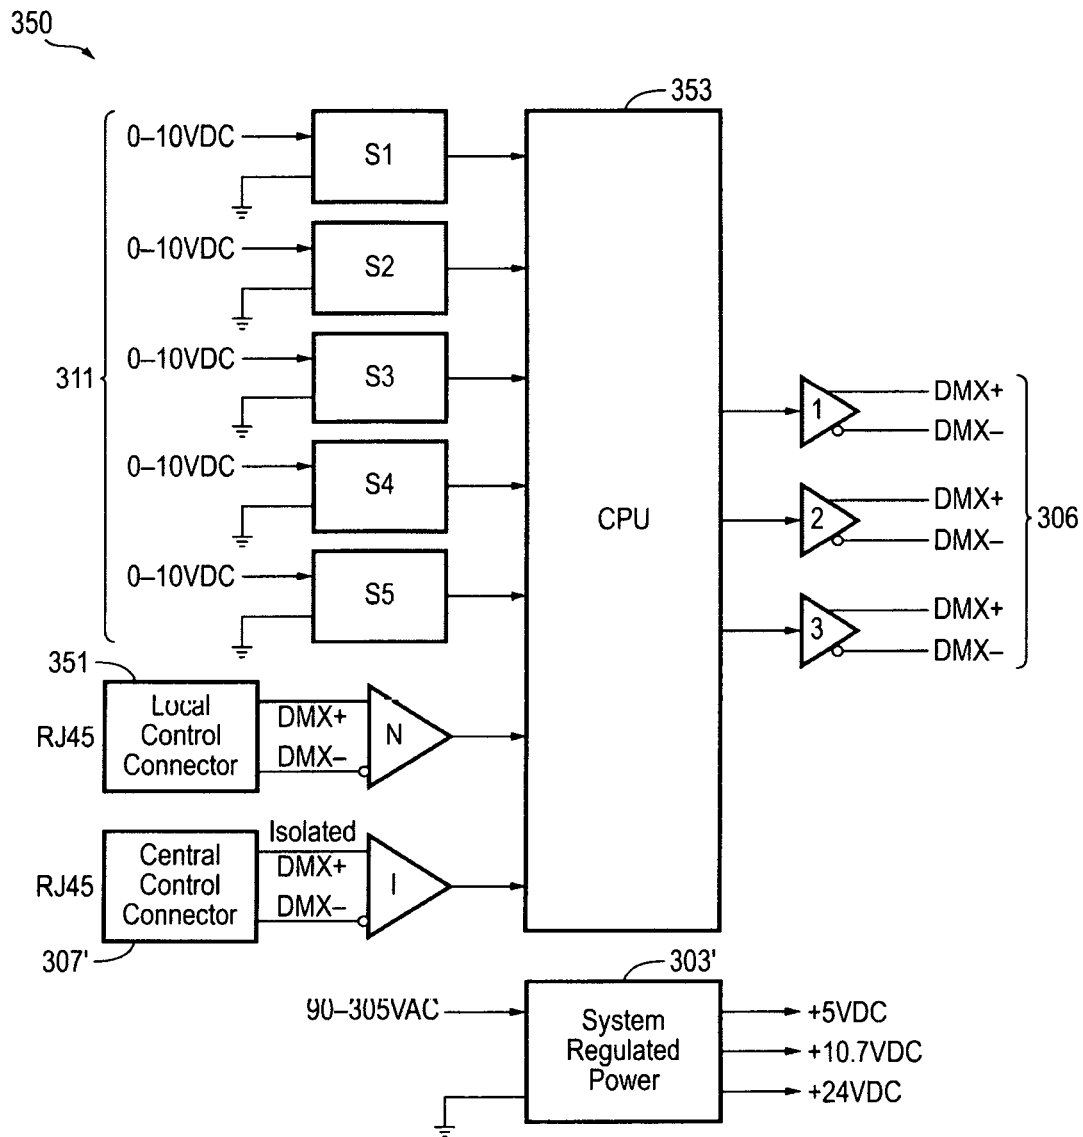 350
353
0–10VDC
S1
0–10VDC
S2
0–10VDC
S3
0–10VDC
S4
0–10VDC
S5
311
CPU
1
DMX+
DMX–
2
DMX+
DMX–
3
DMX+
DMX–
306
351
RJ45
Local
Control
Connector
DMX+
DMX–
N
RJ45
Central
Control
Connector
Isolated
DMX+
DMX–
I
307'
303'
90–305VAC
System
Regulated
Power
+5VDC
+10.7VDC
+24VDC